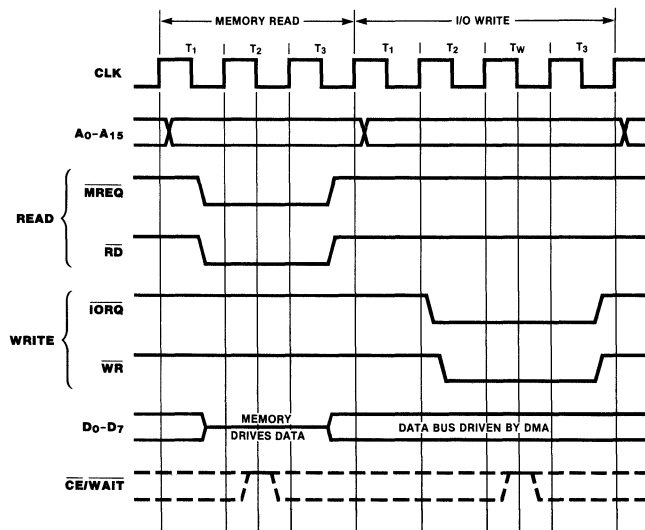 MEMORY READ
I/O WRITE
T1 T2 T3 T1 T2 TW T3
CLK
A0-A15
READ
MREQ
RD
WRITE
IORQ
WR
D0-D7
MEMORY
DRIVES DATA
DATA BUS DRIVEN BY DMA
CE/WAIT